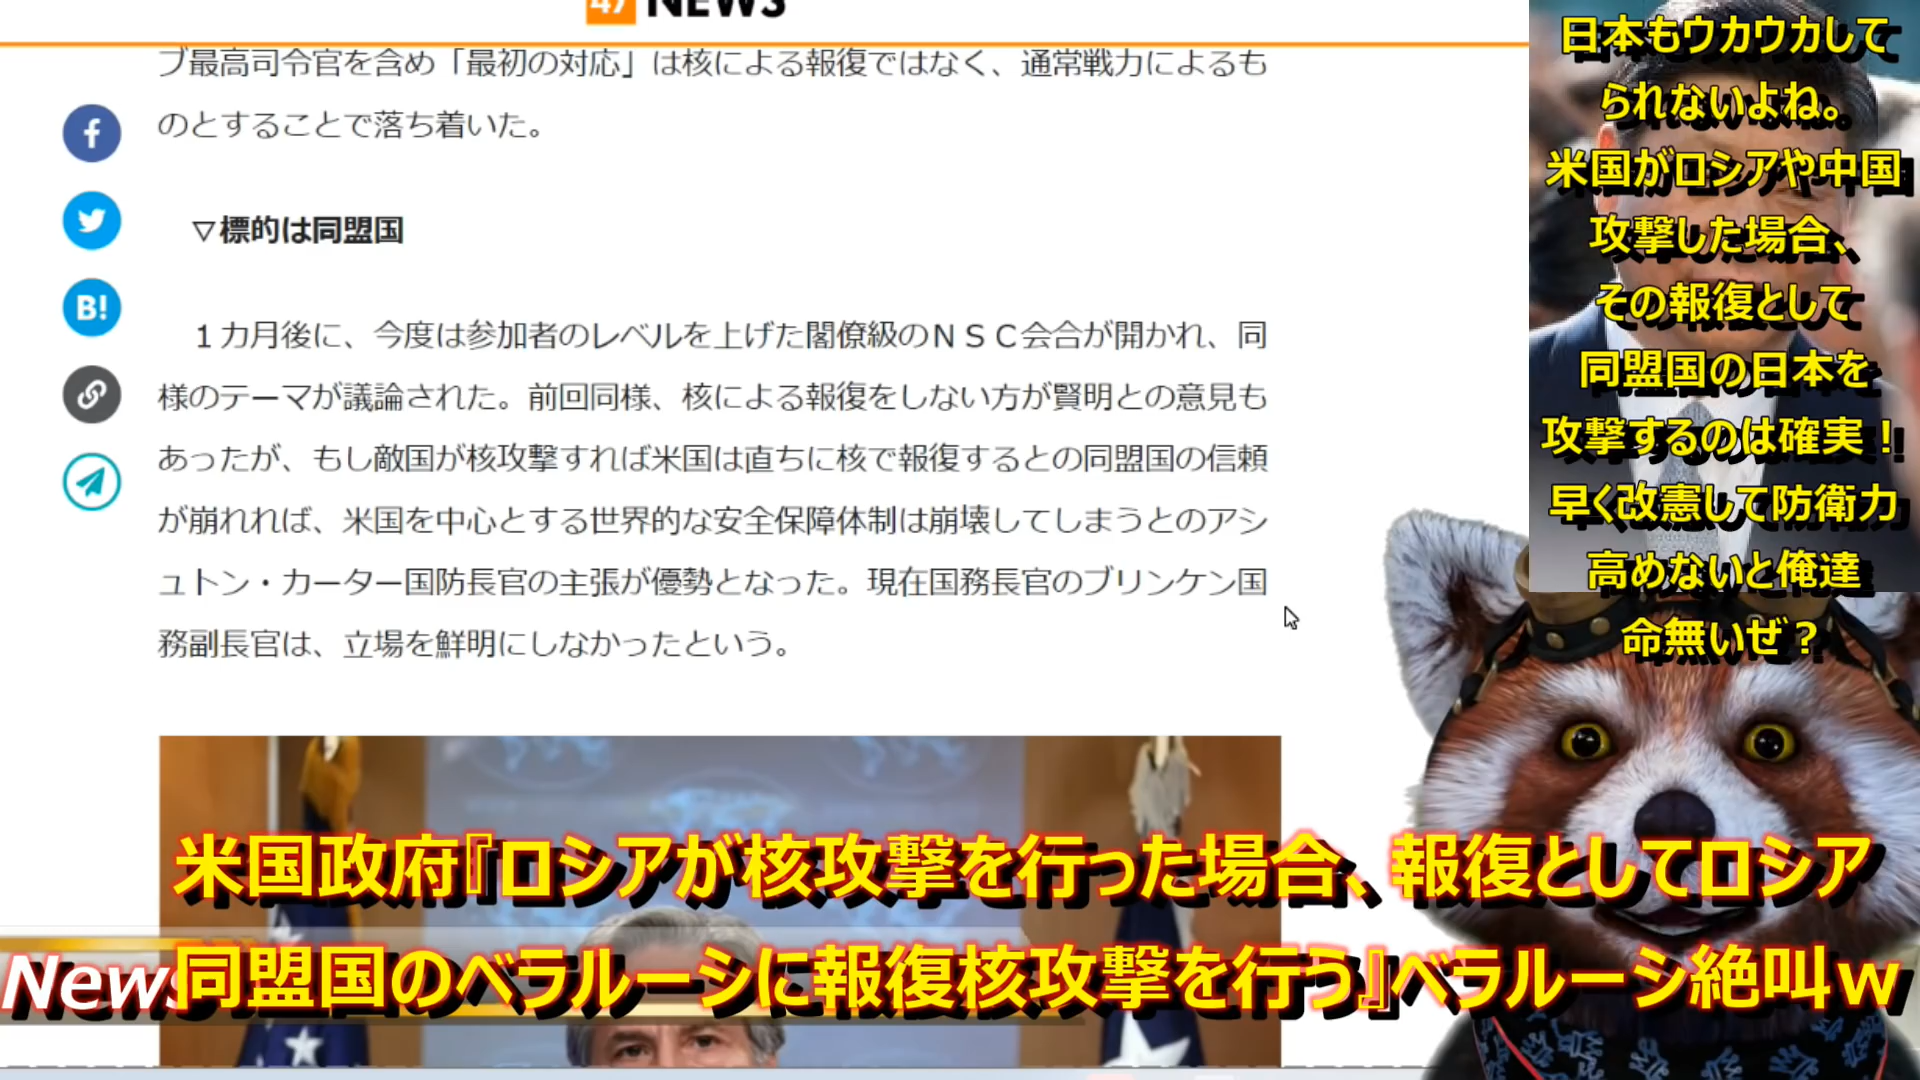 47 NEWS
ブ最高司令官を含め「最初の対応」は核による報復ではなく、通常戦力によるも
のとすることで落ち着いた。
▽標的は同盟国
１カ月後に、今度は参加者のレベルを上げた閣僚級のＮＳＣ会合が開かれ、同
様のテーマが議論された。前回同様、核による報復をしない方が賢明との意見も
あったが、もし敵国が核攻撃すれば米国は直ちに核で報復するとの同盟国の信頼
が崩れれば、米国を中心とする世界的な安全保障体制は崩壊してしまうとのアシ
ュトン・カーター国防長官の主張が優勢となった。現在国務長官のブリンケン国
務副長官は、立場を鮮明にしなかったという。
B!
日本もウカウカして
られないよね。
米国がロシアや中国
攻撃した場合、
その報復として
同盟国の日本を
攻撃するのは確実！
早く改憲して防衛力
高めないと俺達
命無いぜ？
米国政府『ロシアが核攻撃を行った場合、報復としてロシア
同盟国のベラルーシに報復核攻撃を行う』ベラルーシ絶叫ｗ
News